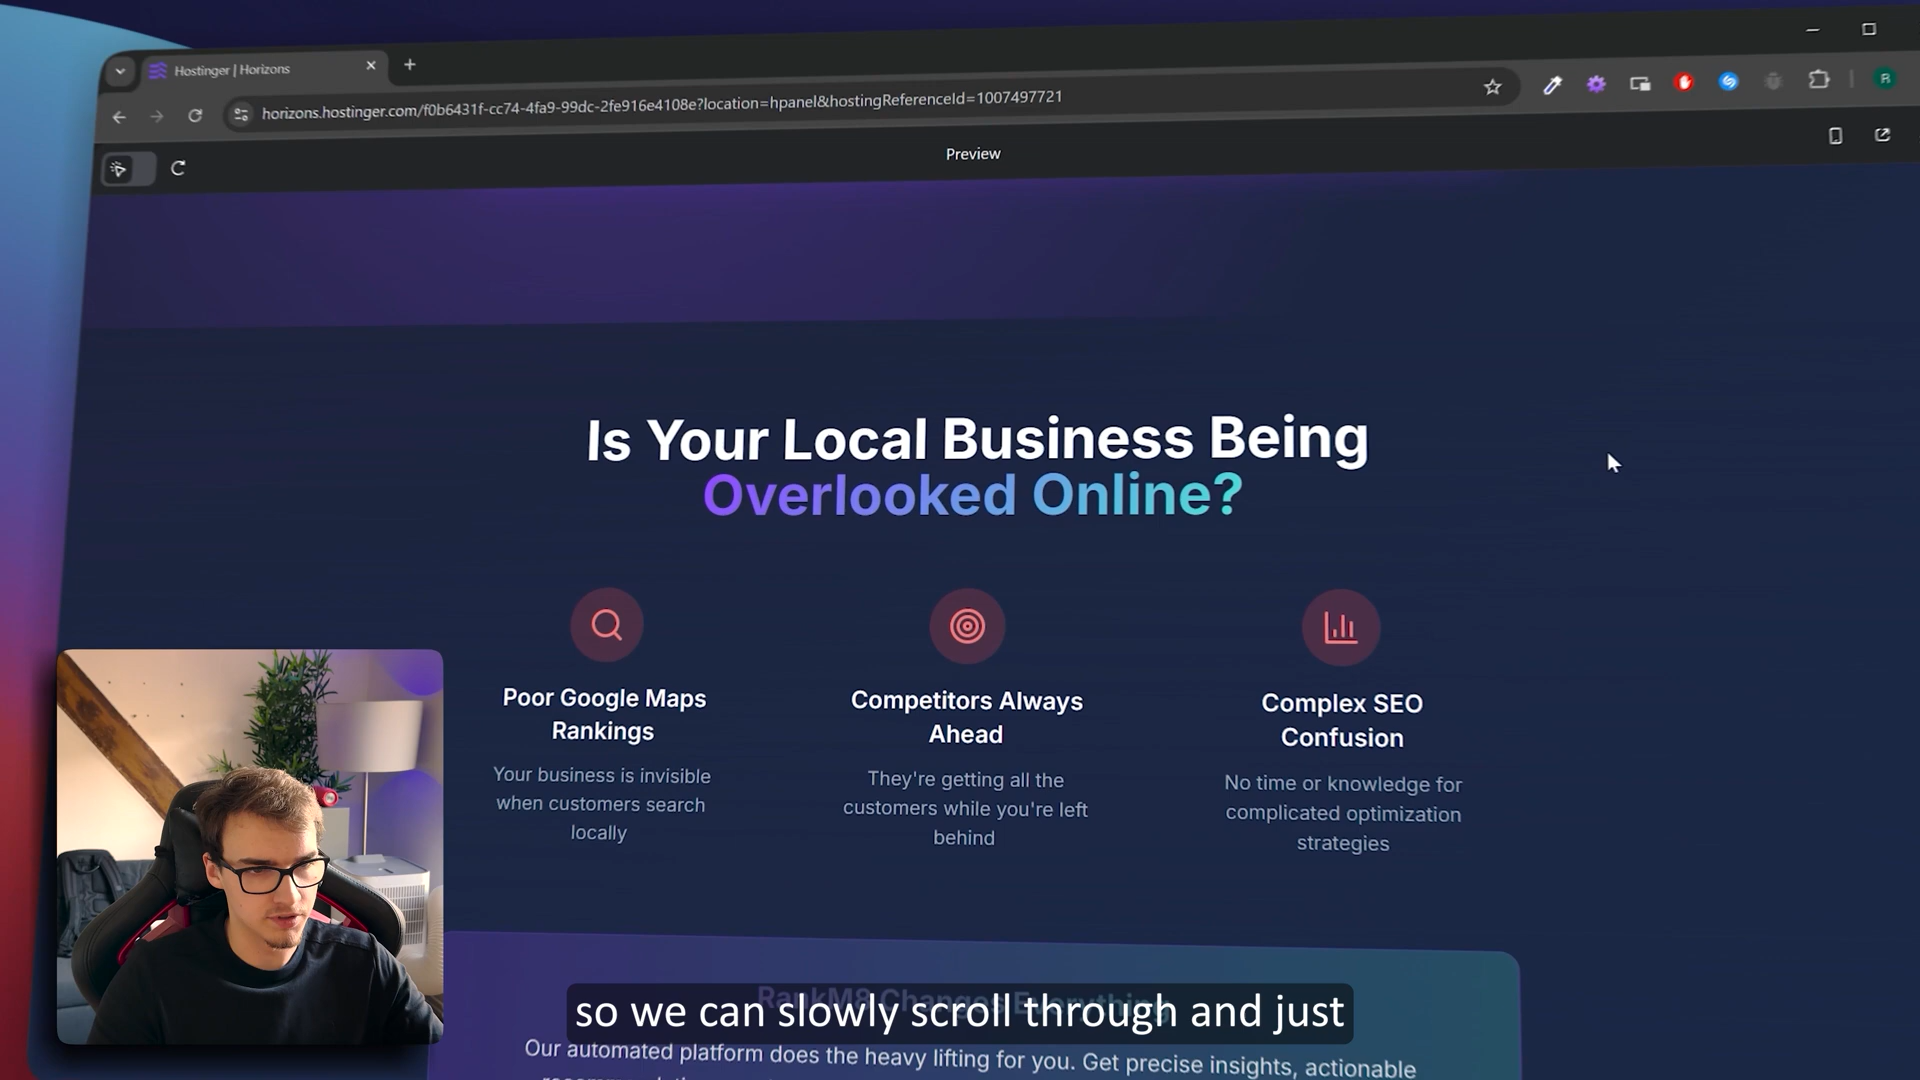 Hostinger | Horizons
horizons.hostinger.com/f0b6431f-cc74-4fa9-99dc-2fe916e4108e?location=hpanel&hostingReferenceId=1007497721
R
Preview
Is Your Local Business Being
Overlooked Online?
Poor Google Maps
Rankings
Your business is invisible
when customers search
locally
Competitors Always
Ahead
They're getting all the
customers while you're left
behind
Complex SEO
Confusion
No time or knowledge for
complicated optimization
strategies
RankM8 Changes Everything
so we can slowly scroll through and just
Our automated platform does the heavy lifting for you. Get precise insights, actionable